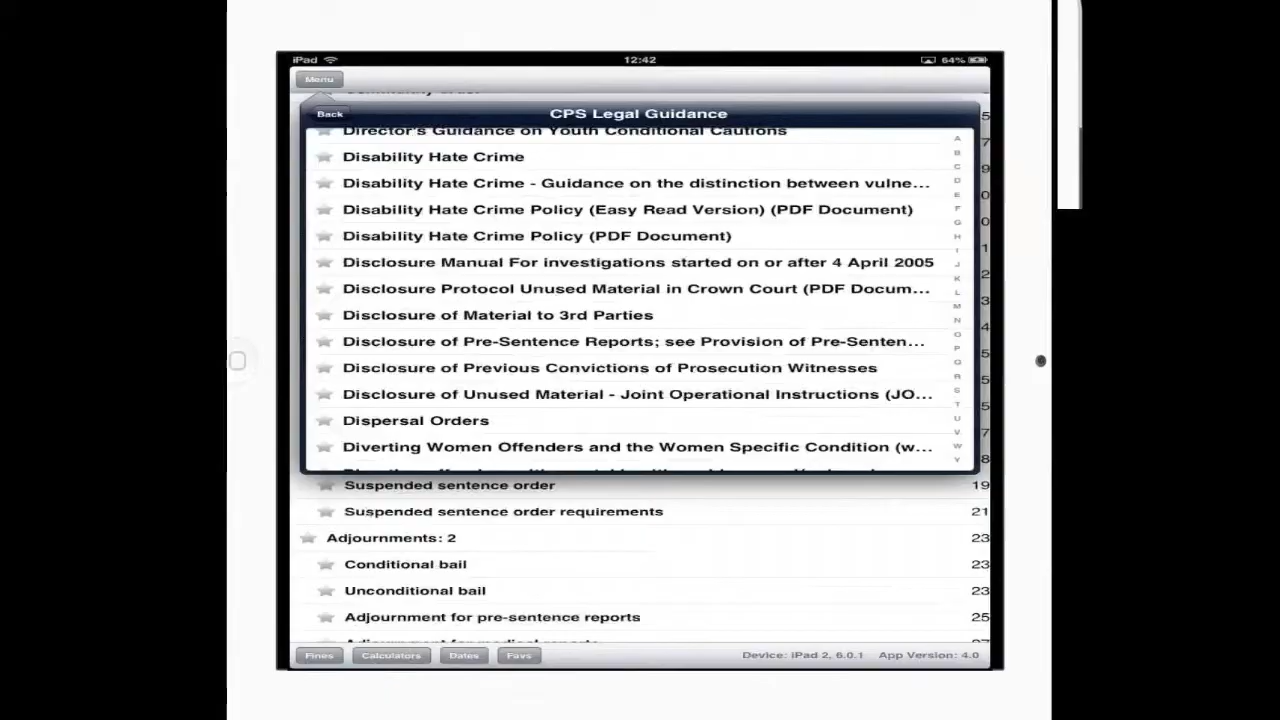 iPad 12:42 64%
Menu
Back CPS Legal Guidance
Director's Guidance on Youth Conditional Cautions
Disability Hate Crime
Disability Hate Crime - Guidance on the distinction between vulne...
Disability Hate Crime Policy (Easy Read Version) (PDF Document)
Disability Hate Crime Policy (PDF Document)
Disclosure Manual For investigations started on or after 4 April 2005
Disclosure Protocol Unused Material in Crown Court (PDF Docum...
Disclosure of Material to 3rd Parties
Disclosure of Pre-Sentence Reports; see Provision of Pre-Senten...
Disclosure of Previous Convictions of Prosecution Witnesses
Disclosure of Unused Material - Joint Operational Instructions (JO...
Dispersal Orders
Diverting Women Offenders and the Women Specific Condition (w...
A
B
C
D
E
F
G
H
I
J
K
L
M
N
O
P
Q
R
S
T
U
V
W
Y
Suspended sentence order 19
Suspended sentence order requirements 21
Adjournments: 2 23
Conditional bail 23
Unconditional bail 23
Adjournment for pre-sentence reports 25
Fines Calculators Dates Favs Device: iPad 2, 6.0.1 App Version: 4.0